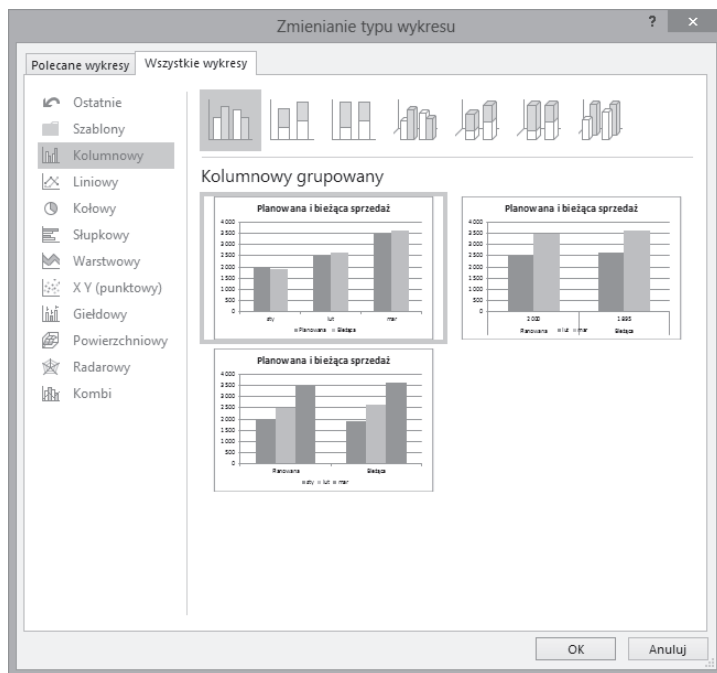 Zmienianie typu wykresu
?
×
Polecane wykresy
Wszystkie wykresy
Ostatnie
Szablony
Kolumnowy
Liniowy
Kołowy
Słupkowy
Warstwowy
X Y (punktowy)
Giełdowy
Powierzchniowy
Radarowy
Kombi
Kolumnowy grupowany
Planowana i bieżąca sprzedaż
4 000
3 500
3 000
2 500
2 000
1 500
1 000
500
0
sty lut mar
Planowana Bieżąca
Planowana i bieżąca sprzedaż
4 000
3 500
3 000
2 500
2 000
1 500
1 000
500
0
2 000 1 895
Planowana lut mar Bieżąca
Planowana i bieżąca sprzedaż
4 000
3 500
3 000
2 500
2 000
1 500
1 000
500
0
Planowana Bieżąca
sty lut mar
OK
Anuluj